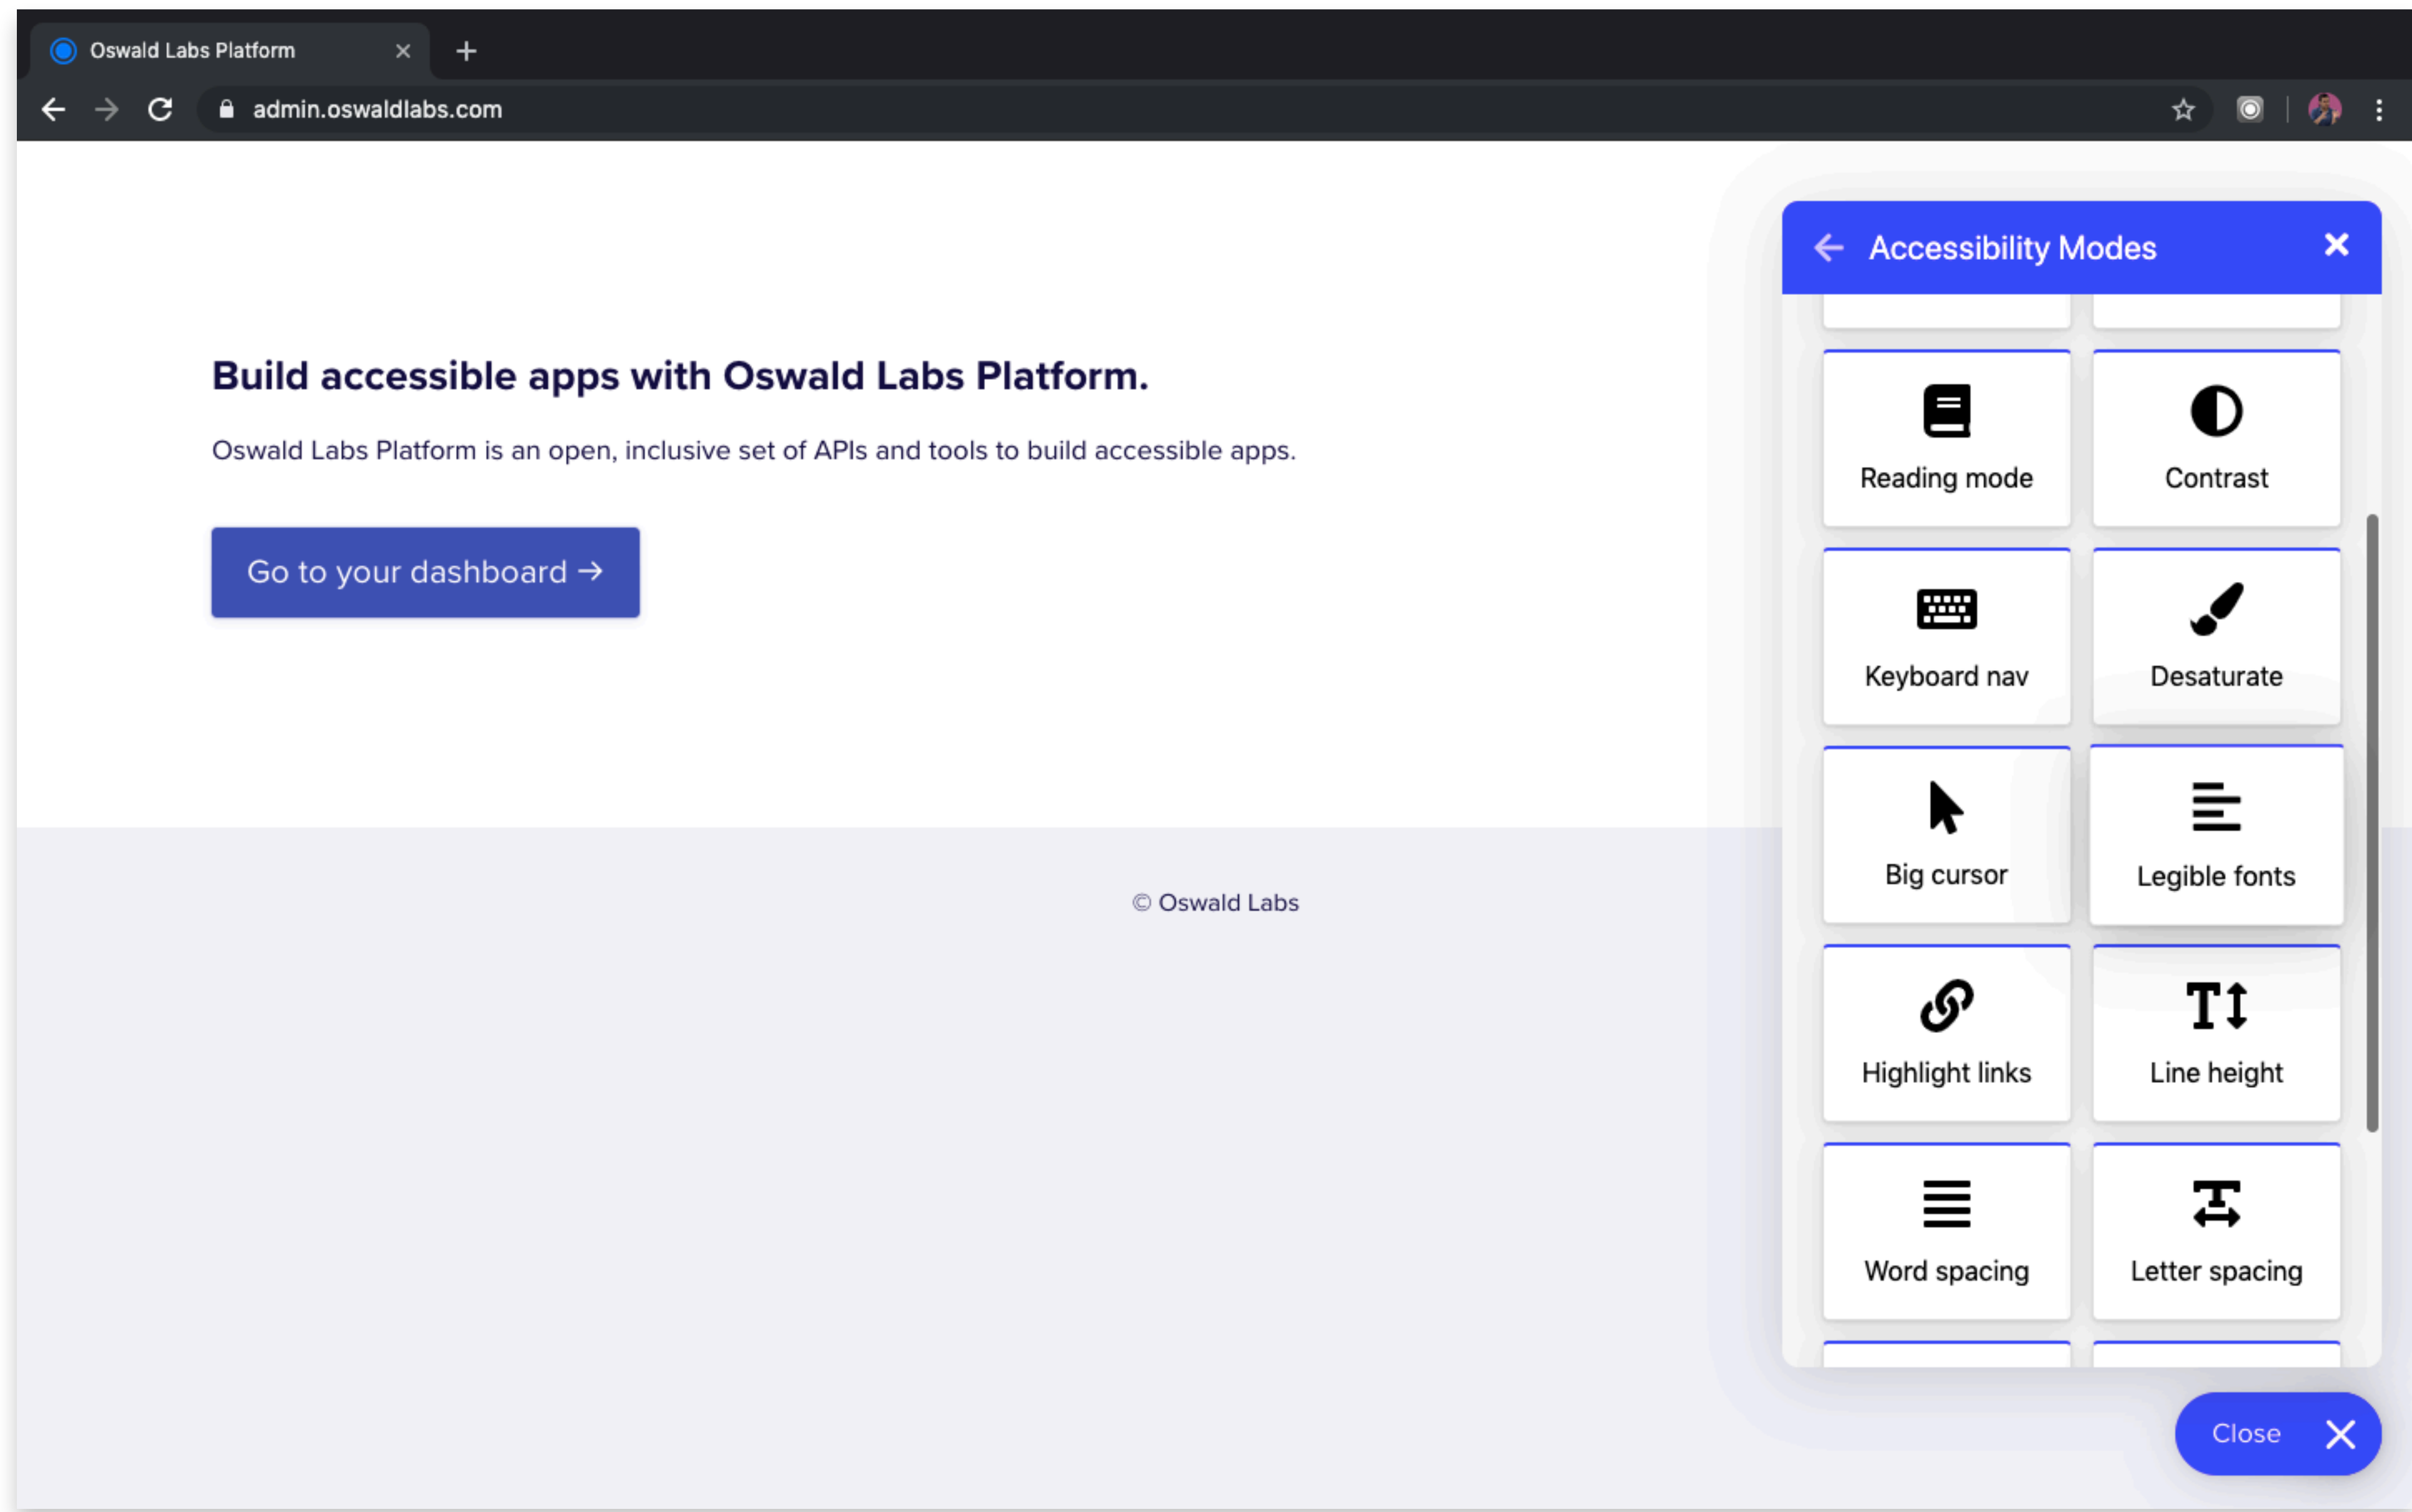 Oswald Labs Platform
admin.oswaldlabs.com
Build accessible apps with Oswald Labs Platform.
Oswald Labs Platform is an open, inclusive set of APIs and tools to build accessible apps.
Go to your dashboard →
© Oswald Labs
Accessibility Modes
Reading mode
Contrast
Keyboard nav
Desaturate
Big cursor
Legible fonts
Highlight links
Line height
Word spacing
Letter spacing
Close